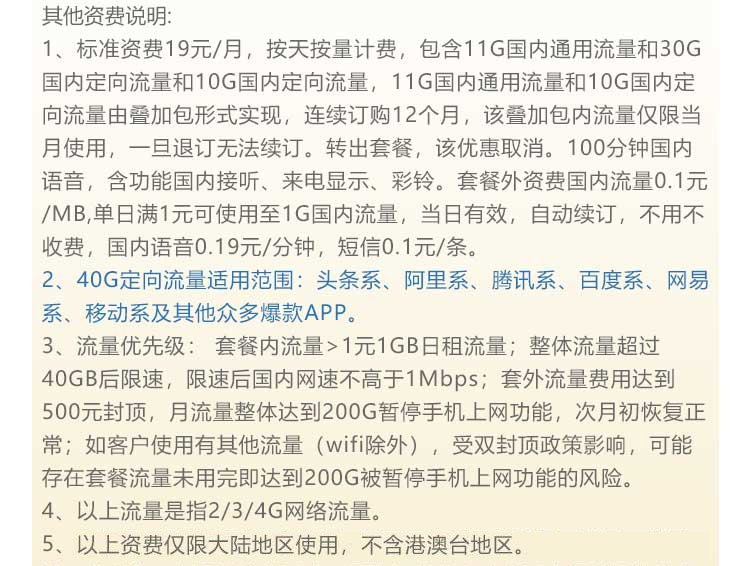 其他资费说明:
1、标准资费19元/月，按天按量计费，包含11G国内通用流量和30G
国内定向流量和10G国内定向流量，11G国内通用流量和10G国内定
向流量由叠加包形式实现，连续订购12个月，该叠加包内流量仅限当
月使用，一旦退订无法续订。转出套餐，该优惠取消。100分钟国内
语音，含功能国内接听、来电显示、彩铃。套餐外资费国内流量0.1元
/MB,单日满1元可使用至1G国内流量，当日有效，自动续订，不用不
收费，国内语音0.19元/分钟，短信0.1元/条。
2、40G定向流量适用范围：头条系、阿里系、腾讯系、百度系、网易
系、移动系及其他众多爆款APP。
3、流量优先级： 套餐内流量>1元1GB日租流量；整体流量超过
40GB后限速，限速后国内网速不高于1Mbps；套外流量费用达到
500元封顶，月流量整体达到200G暂停手机上网功能，次月初恢复正
常；如客户使用有其他流量（wifi除外），受双封顶政策影响，可能
存在套餐流量未用完即达到200G被暂停手机上网功能的风险。
4、以上流量是指2/3/4G网络流量。
5、以上资费仅限大陆地区使用，不含港澳台地区。